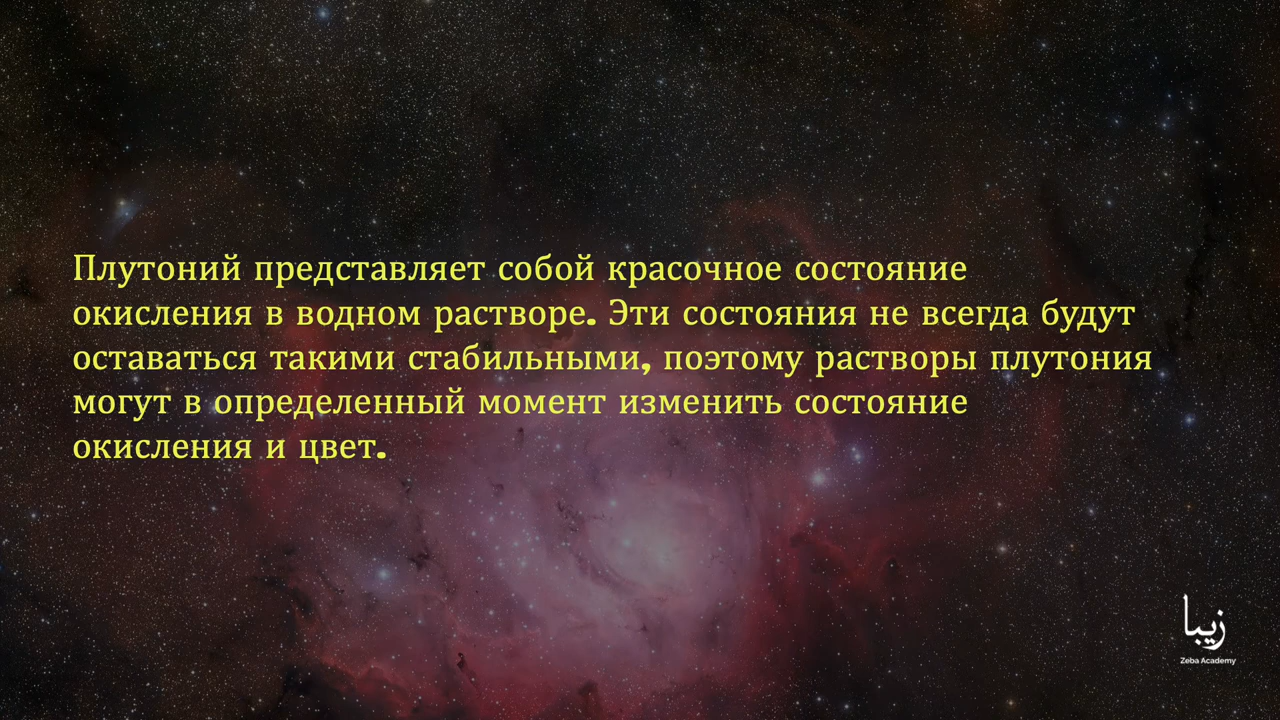 Плутоний представляет собой красочное состояние
окисления в водном растворе. Эти состояния не всегда будут
оставаться такими стабильными, поэтому растворы плутония
могут в определенный момент изменить состояние
окисления и цвет.
زیبا
Zeba Academy